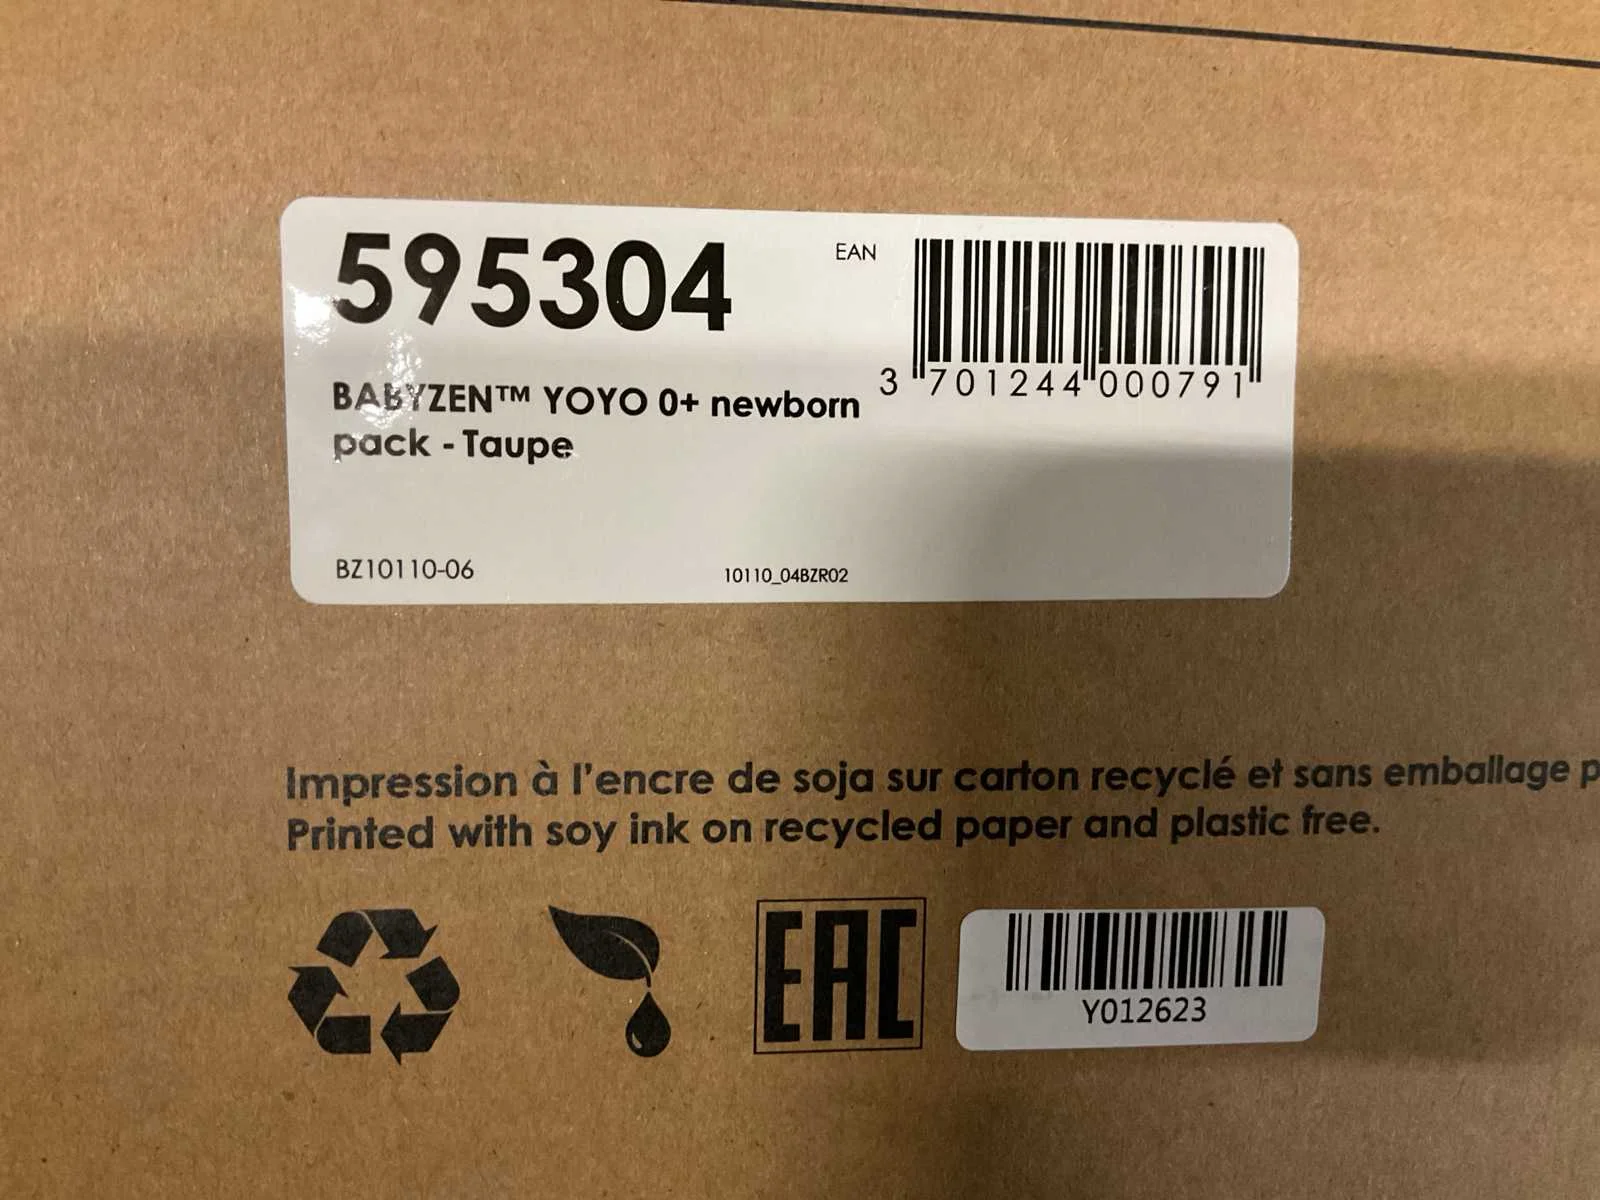 595304
EAN
3 701244 000791
BABYZEN™ YOYO 0+ newborn
pack - Taupe
BZ10110-06
10110_04BZR02
Impression à l'encre de soja sur carton recyclé et sans emballage p
Printed with soy ink on recycled paper and plastic free.
EAC
Y012623